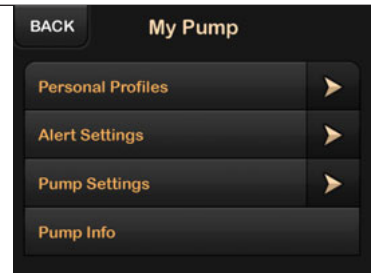 BACK
My Pump
Personal Profiles
Alert Settings
Pump Settings
Pump Info